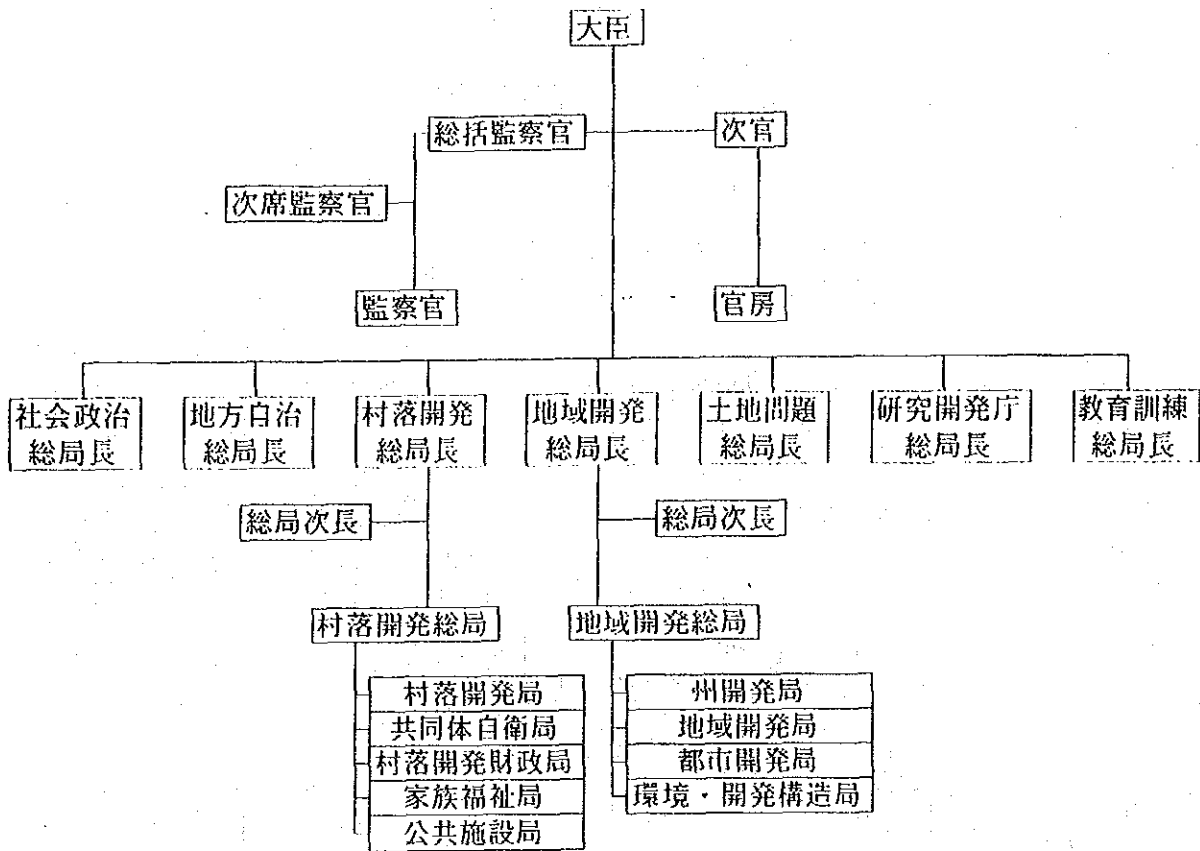 大臣
総括監察官
次官
次席監察官
監察官
官房
社会政治
総局長
地方自治
総局長
村落開発
総局長
地域開発
総局長
土地問題
総局長
研究開発庁
総局長
教育訓練
総局長
総局次長
総局次長
村落開発総局
地域開発総局
村落開発局
共同体自衛局
村落開発財政局
家族福祉局
公共施設局
州開発局
地域開発局
都市開発局
環境・開発構造局